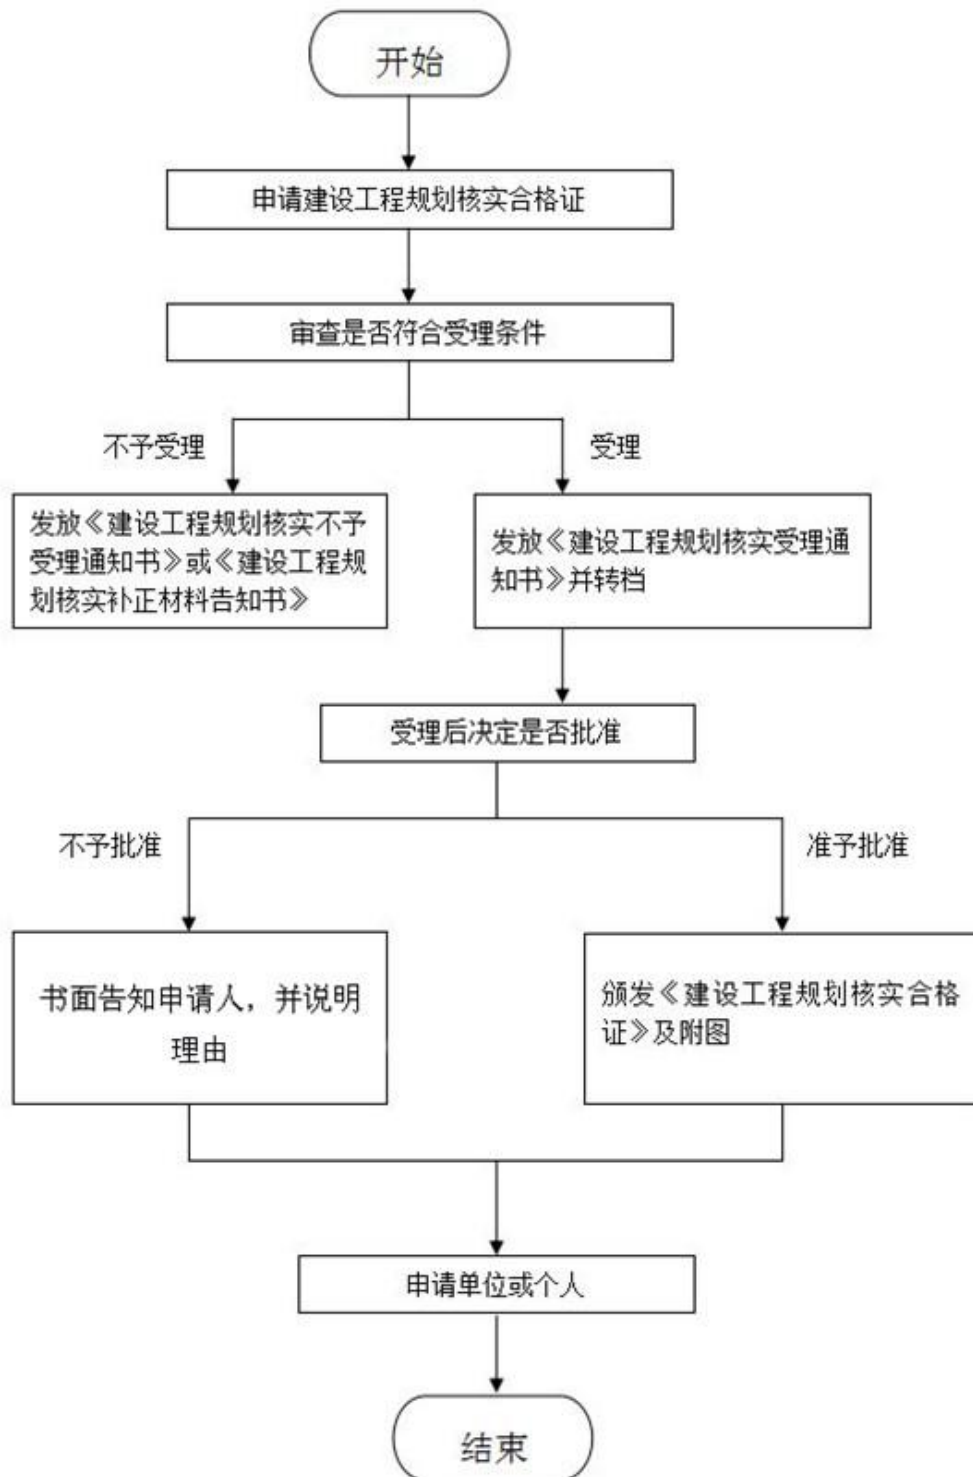 开始
申请建设工程规划核实合格证
审查是否符合受理条件
不予受理
受理
发放《建设工程规划核实不予
受理通知书》或《建设工程规
划核实补正材料告知书》
发放《建设工程规划核实受理通
知书》并转档
受理后决定是否批准
不予批准
准予批准
书面告知申请人，并说明
理由
颁发《建设工程规划核实合格
证》及附图
申请单位或个人
结束